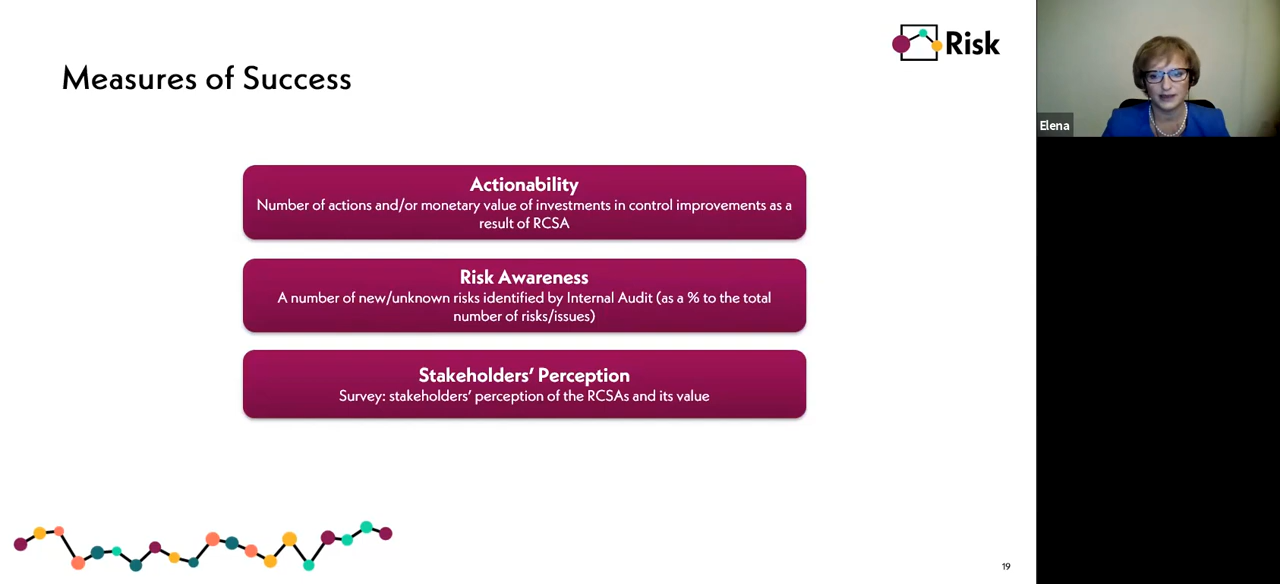 Risk
Measures of Success
Elena
Actionability
Number of actions and/or monetary value of investments in control improvements as a
result of RCSA
Risk Awareness
A number of new/unknown risks identified by Internal Audit (as a % to the total
number of risks/issues)
Stakeholders’ Perception
Survey: stakeholders’ perception of the RCSAs and its value
19